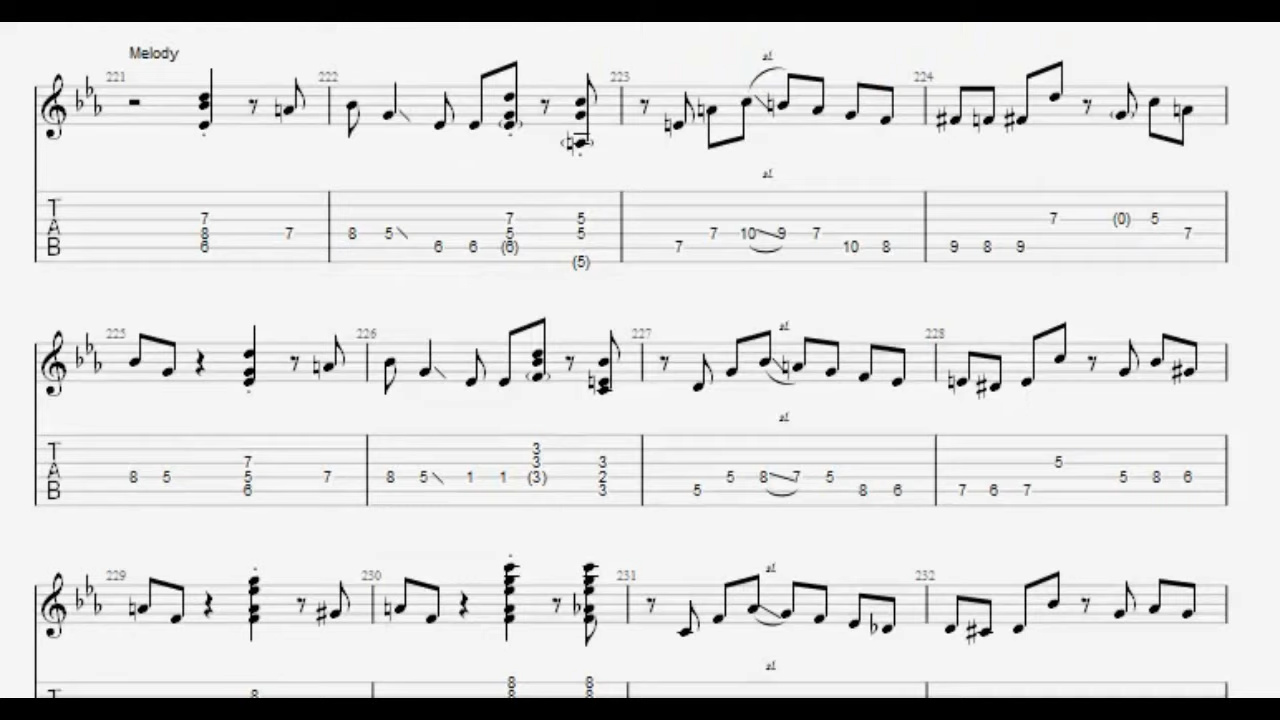 Melody
221 222 223 224
sl
sl
T 7 7 5 7 (0) 5
A 8 7 8 5 5 5 7 10 9 7 7
B 6 6 6 (6) 7 10 8 9 8 9
(5)
225 226 227 228
sl
sl
T 3
7 3 3 5
A 8 5 5 7 8 5 1 1 (3) 2 5 8 7 5 5 8 6
B 6 3 5 8 6 7 6 7
229 230 231 232
sl
sl
8 8
T 8 8 8